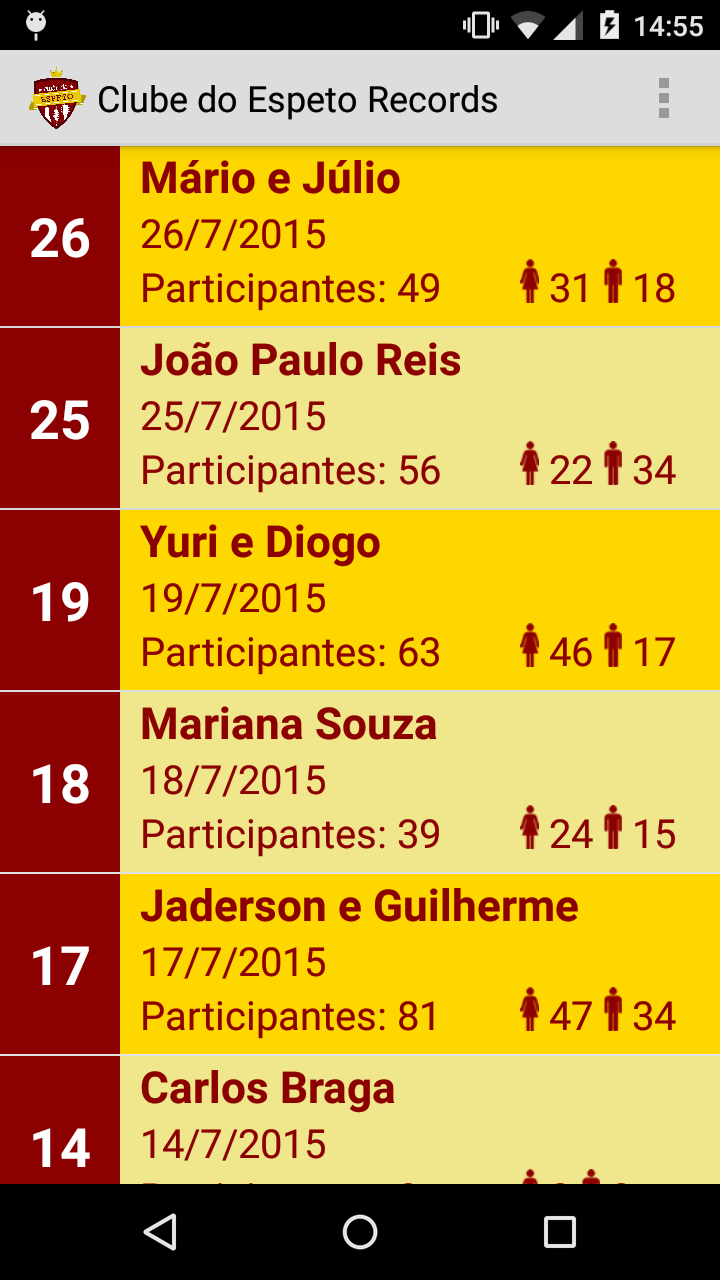 14:55
ESPETO
Clube do Espeto Records
26
Mário e Júlio
26/7/2015
Participantes: 49 31 18
25
João Paulo Reis
25/7/2015
Participantes: 56 22 34
19
Yuri e Diogo
19/7/2015
Participantes: 63 46 17
18
Mariana Souza
18/7/2015
Participantes: 39 24 15
17
Jaderson e Guilherme
17/7/2015
Participantes: 81 47 34
14
Carlos Braga
14/7/2015